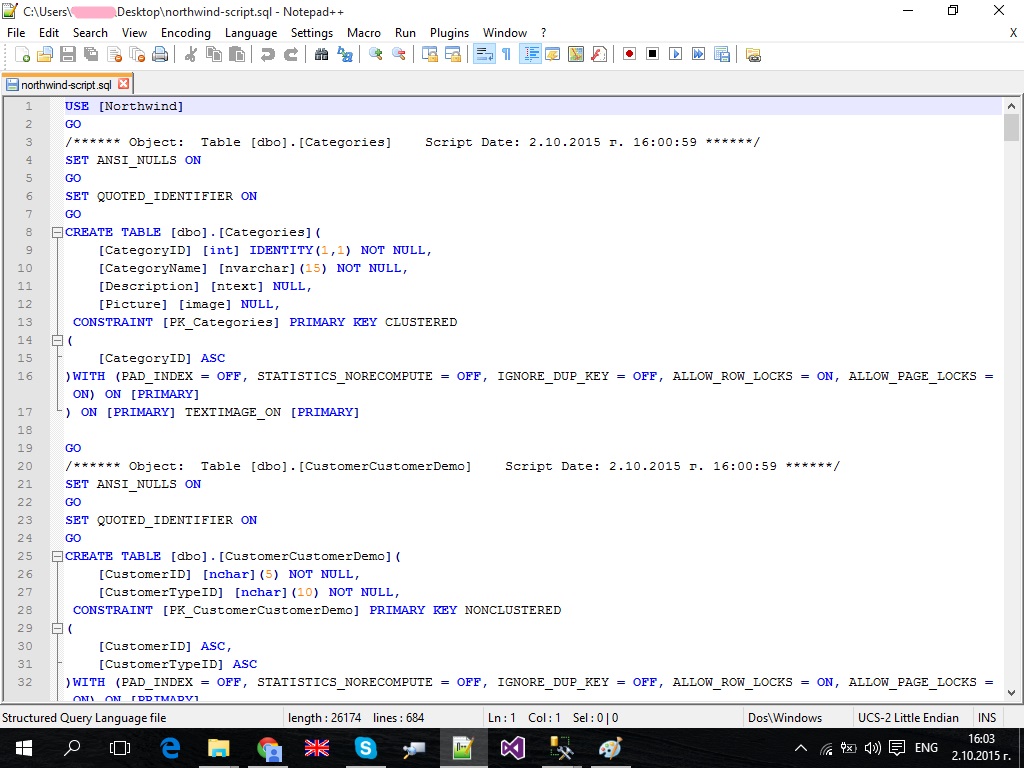 C:\Users\ \Desktop\northwind-script.sql - Notepad++
File Edit Search View Encoding Language Settings Macro Run Plugins Window ? X
northwind-script.sql
1 USE [Northwind]
2 GO
3 /****** Object:  Table [dbo].[Categories]    Script Date: 2.10.2015 г. 16:00:59 ******/
4 SET ANSI_NULLS ON
5 GO
6 SET QUOTED_IDENTIFIER ON
7 GO
8 CREATE TABLE [dbo].[Categories](
9 [CategoryID] [int] IDENTITY(1,1) NOT NULL,
10 [CategoryName] [nvarchar](15) NOT NULL,
11 [Description] [ntext] NULL,
12 [Picture] [image] NULL,
13 CONSTRAINT [PK_Categories] PRIMARY KEY CLUSTERED
14 (
15 [CategoryID] ASC
16 )WITH (PAD_INDEX = OFF, STATISTICS_NORECOMPUTE = OFF, IGNORE_DUP_KEY = OFF, ALLOW_ROW_LOCKS = ON, ALLOW_PAGE_LOCKS =
ON) ON [PRIMARY]
17 ) ON [PRIMARY] TEXTIMAGE_ON [PRIMARY]
18
19 GO
20 /****** Object:  Table [dbo].[CustomerCustomerDemo]    Script Date: 2.10.2015 г. 16:00:59 ******/
21 SET ANSI_NULLS ON
22 GO
23 SET QUOTED_IDENTIFIER ON
24 GO
25 CREATE TABLE [dbo].[CustomerCustomerDemo](
26 [CustomerID] [nchar](5) NOT NULL,
27 [CustomerTypeID] [nchar](10) NOT NULL,
28 CONSTRAINT [PK_CustomerCustomerDemo] PRIMARY KEY NONCLUSTERED
29 (
30 [CustomerID] ASC,
31 [CustomerTypeID] ASC
32 )WITH (PAD_INDEX = OFF, STATISTICS_NORECOMPUTE = OFF, IGNORE_DUP_KEY = OFF, ALLOW_ROW_LOCKS = ON, ALLOW_PAGE_LOCKS =
ON) ON [PRIMARY]
Structured Query Language file length : 26174 lines : 684 Ln : 1 Col : 1 Sel : 0 | 0 Dos\Windows UCS-2 Little Endian INS
ENG 16:03
2.10.2015 г.